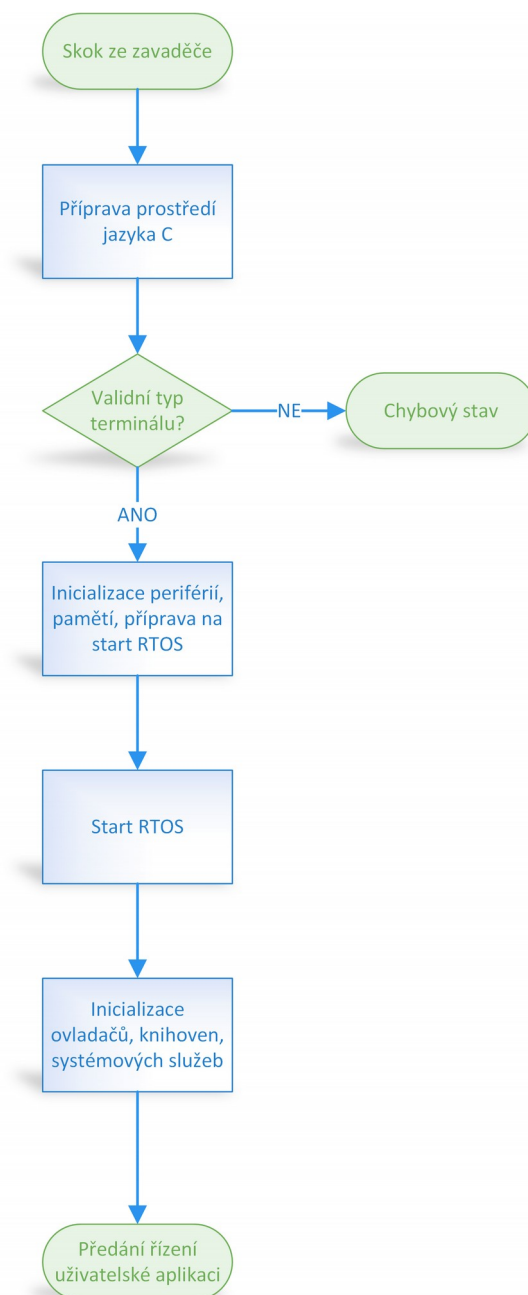 Skok ze zavaděče
Příprava prostředí
jazyka C
Validní typ
terminálu?
NE
Chybový stav
ANO
Inicializace periférií,
pamětí, příprava na
start RTOS
Start RTOS
Inicializace
ovladačů, knihoven,
systémových služeb
Předání řízení
uživatelské aplikaci